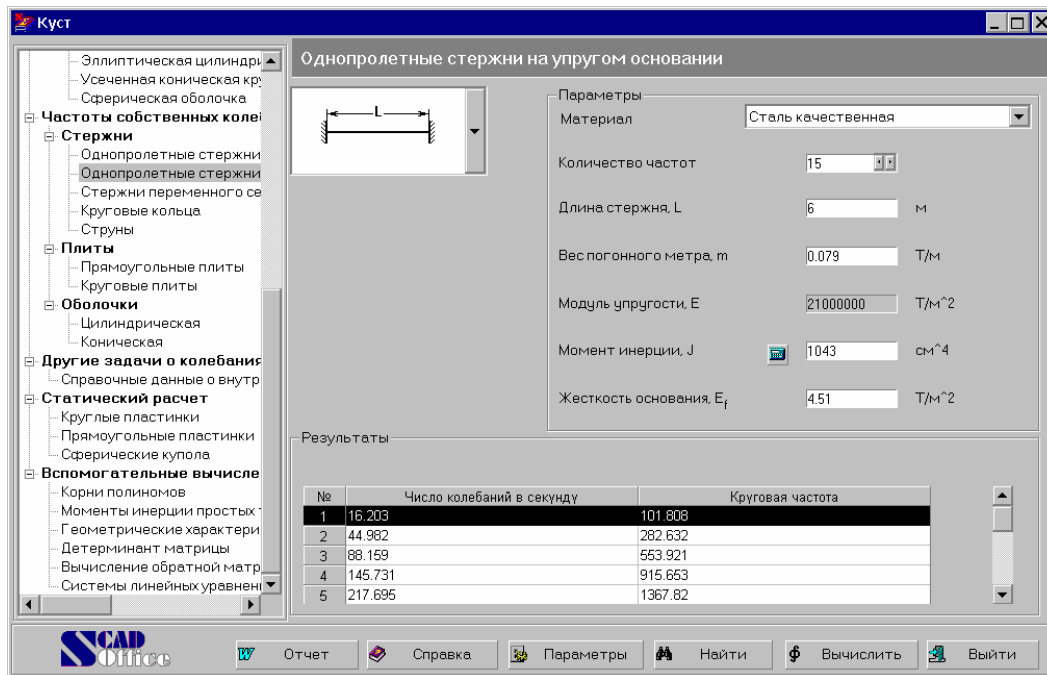 Куст
Эллиптическая цилиндри
Усеченная коническая кру
Сферическая оболочка
Частоты собственных колеб
Стержни
Однопролетные стержни
Однопролетные стержни
Стержни переменного се
Круговые кольца
Струны
Плиты
Прямоугольные плиты
Круговые плиты
Оболочки
Цилиндрическая
Коническая
Другие задачи о колебания
Справочные данные о внутр
Статический расчет
Круглые пластинки
Прямоугольные пластинки
Сферические купола
Вспомогательные вычисле
Корни полиномов
Моменты инерции простых т
Геометрические характери
Детерминант матрицы
Вычисление обратной матр
Системы линейных уравнени
Однопролетные стержни на упругом основании
L
Параметры
Материал Сталь качественная
Количество частот 15
Длина стержня, L 6 м
Вес погонного метра, m 0.079 Т/м
Модуль упругости, E 21000000 Т/м^2
Момент инерции, J 1043 см^4
Жесткость основания, E_f 4.51 Т/м^2
Результаты
№ Число колебаний в секунду Круговая частота
1 16.203 101.808
2 44.982 282.632
3 88.159 553.921
4 145.731 915.653
5 217.695 1367.82
SCAD Office
Отчет Справка Параметры Найти Вычислить Выйти